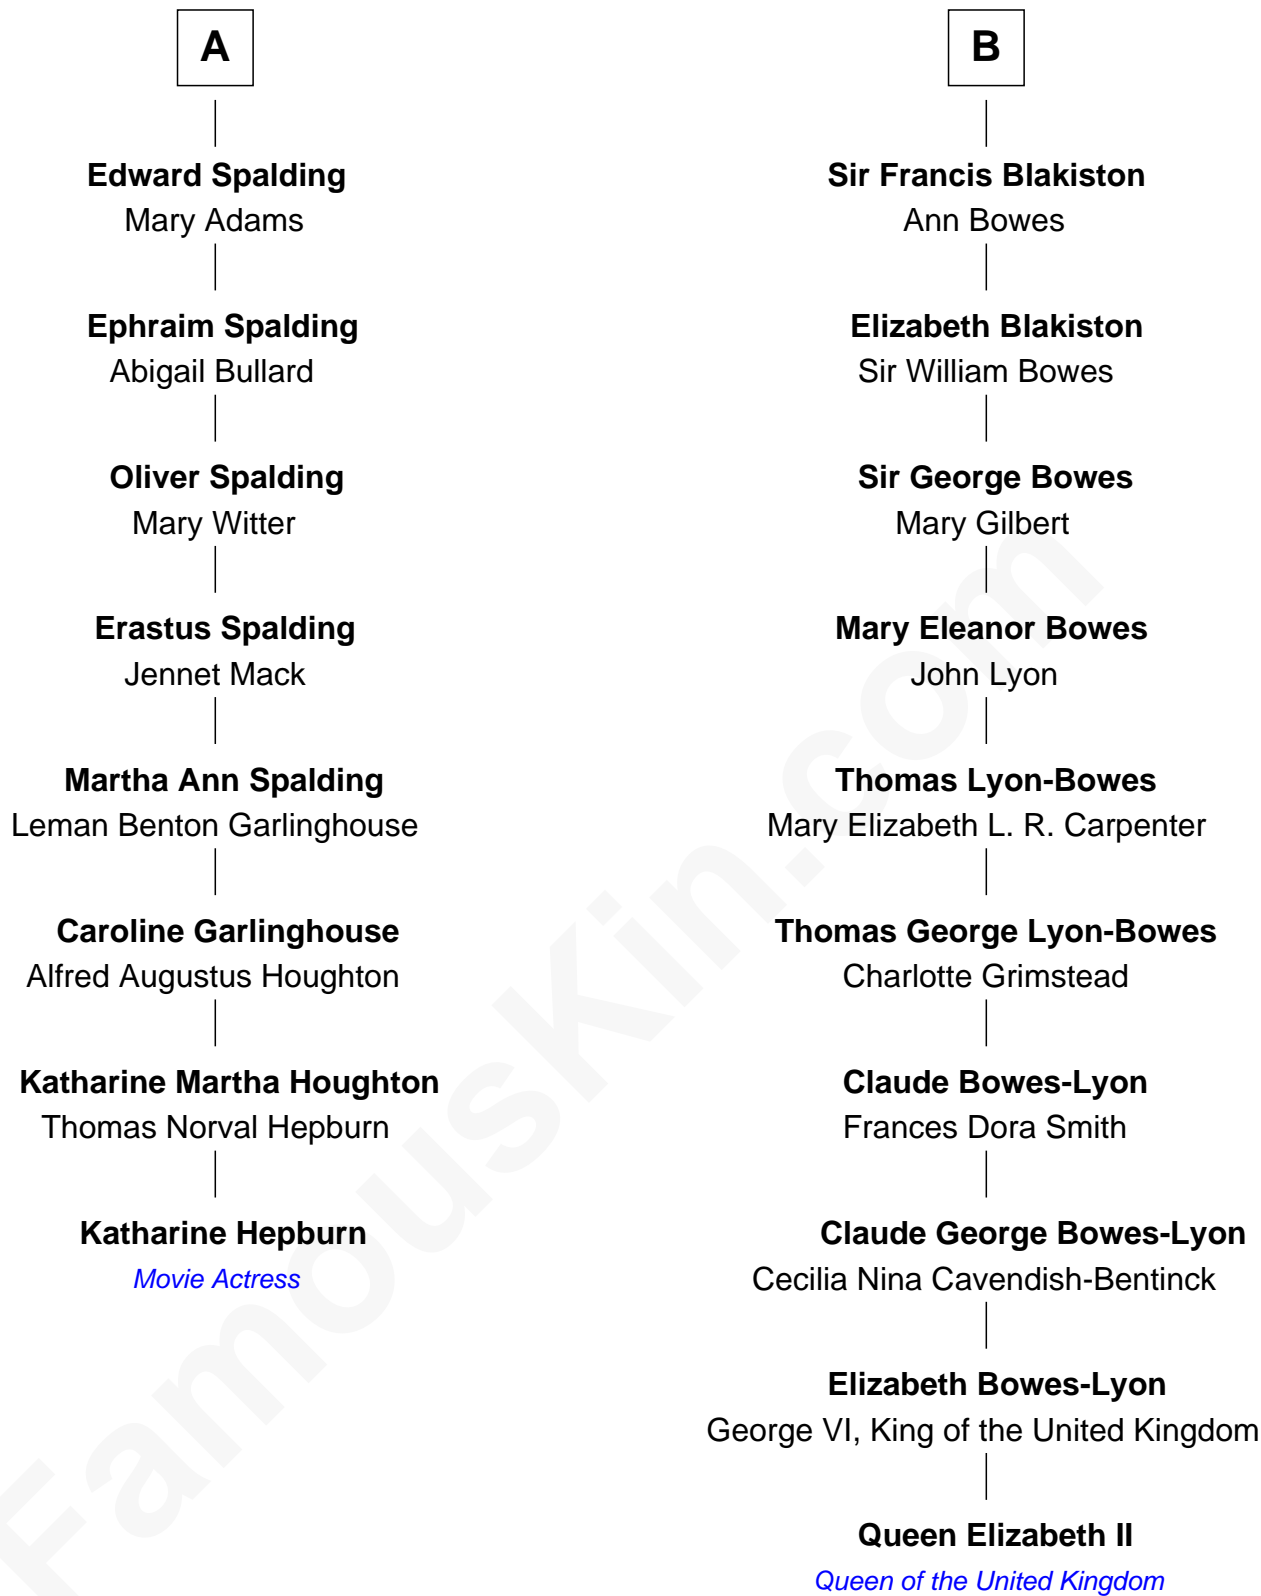 A
Edward Spalding
Mary Adams
Ephraim Spalding
Abigail Bullard
Oliver Spalding
Mary Witter
Erastus Spalding
Jennet Mack
Martha Ann Spalding
Leman Benton Garlinghouse
Caroline Garlinghouse
Alfred Augustus Houghton
Katharine Martha Houghton
Thomas Norval Hepburn
Katharine Hepburn
Movie Actress
B
Sir Francis Blakiston
Ann Bowes
Elizabeth Blakiston
Sir William Bowes
Sir George Bowes
Mary Gilbert
Mary Eleanor Bowes
John Lyon
Thomas Lyon-Bowes
Mary Elizabeth L. R. Carpenter
Thomas George Lyon-Bowes
Charlotte Grimstead
Claude Bowes-Lyon
Frances Dora Smith
Claude George Bowes-Lyon
Cecilia Nina Cavendish-Bentinck
Elizabeth Bowes-Lyon
George VI, King of the United Kingdom
Queen Elizabeth II
Queen of the United Kingdom
FamousKin.com